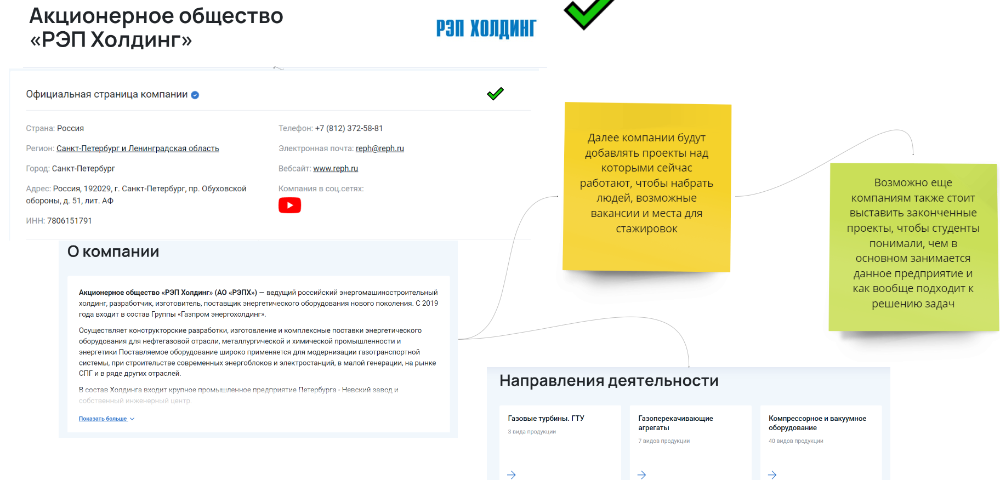 Акционерное общество
«РЭП Холдинг»
РЭП ХОЛДИНГ
Официальная страница компании
Страна: Россия
Регион: Санкт-Петербург и Ленинградская область
Город: Санкт-Петербург
Адрес: Россия, 192029, г. Санкт-Петербург, пр. Обуховской
обороны, д. 51, лит. АФ
ИНН: 7806151791
Телефон: +7 (812) 372-58-81
Электронная почта: reph@reph.ru
Вебсайт: www.reph.ru
Компания в соц.сетях:
О компании
Акционерное общество «РЭП Холдинг» (АО «РЭПХ») — ведущий российский энергомашиностроительный
холдинг, разработчик, изготовитель, поставщик энергетического оборудования нового поколения. С 2019
года входит в состав Группы «Газпром энергохолдинг».
Осуществляет конструкторские разработки, изготовление и комплексные поставки энергетического
оборудования для нефтегазовой отрасли, металлургической и химической промышленности и
энергетики Поставляемое оборудование широко применяется для модернизации газотранспортной
системы, при строительстве современных энергоблоков и электростанций, в малой генерации, на рынке
СПГ и в ряде других отраслей.
В состав Холдинга входит крупное промышленное предприятие Петербурга - Невский завод и
собственный инженерный центр.
Показать больше
Далее компании будут
добавлять проекты над
которыми сейчас
работают, чтобы набрать
людей, возможные
вакансии и места для
стажировок
Возможно еще
компаниям также стоит
выставить законченные
проекты, чтобы студенты
понимали, чем в
основном занимается
данное предприятие и
как вообще подходит к
решению задач
Направления деятельности
Газовые турбины. ГТУ
3 вида продукции
Газоперекачивающие
агрегаты
7 видов продукции
Компрессорное и вакуумное
оборудование
40 видов продукции